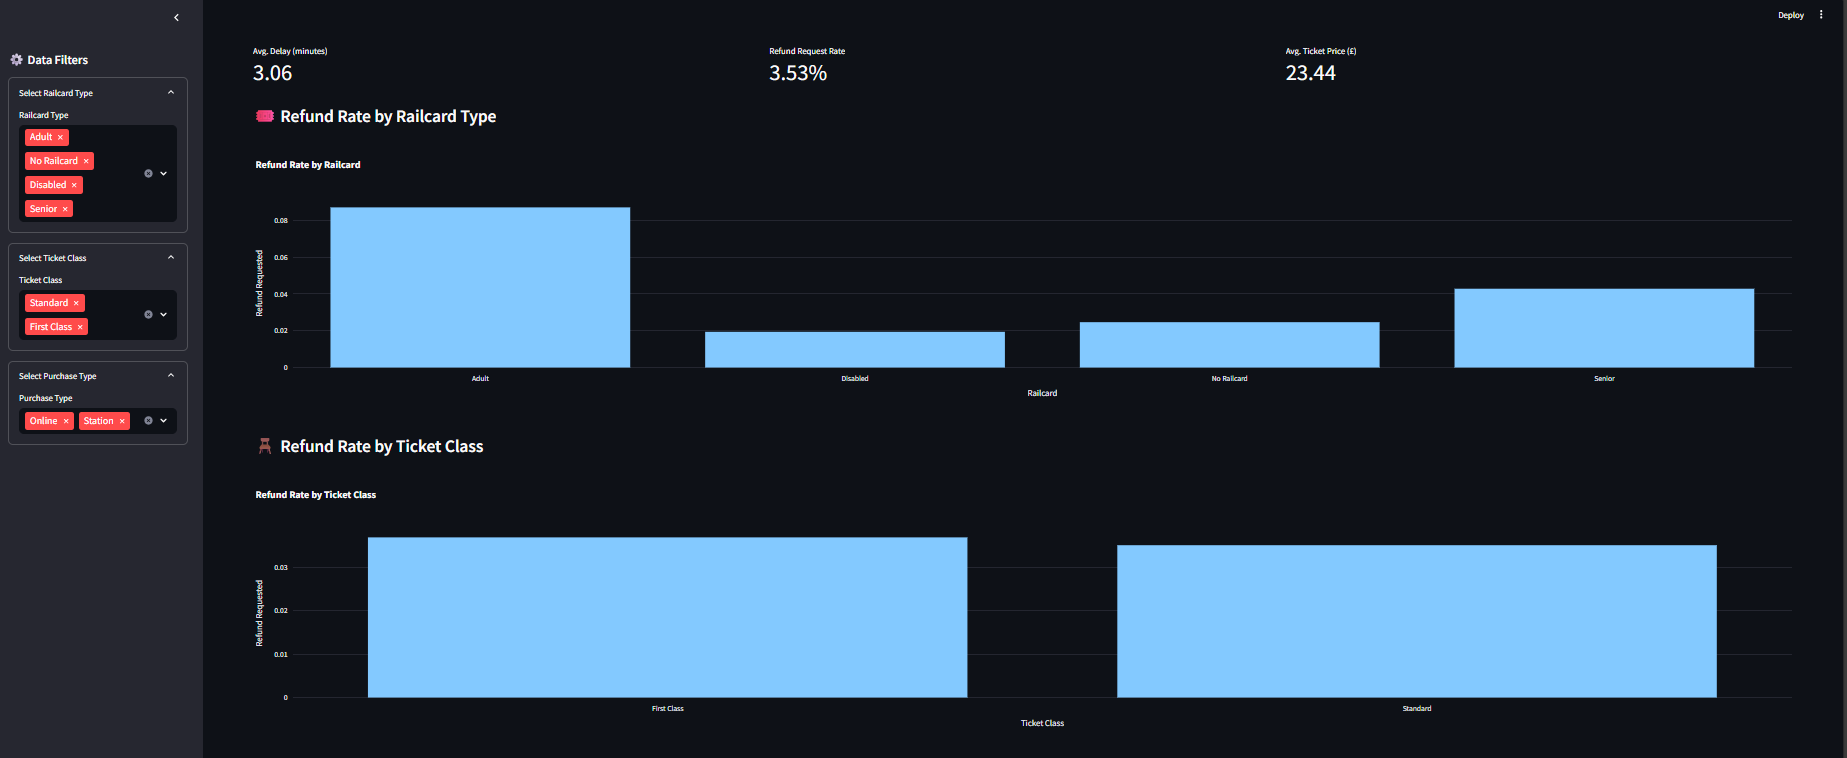 Deploy
Data Filters
Select Railcard Type
Railcard Type
Adult ×
No Railcard ×
Disabled ×
Senior ×
Select Ticket Class
Ticket Class
Standard ×
First Class ×
Select Purchase Type
Purchase Type
Online × Station ×
Avg. Delay (minutes)
3.06
Refund Request Rate
3.53%
Avg. Ticket Price (£)
23.44
Refund Rate by Railcard Type
Refund Rate by Railcard
Refund Requested
0.08
0.06
0.04
0.02
0
Adult Disabled No Railcard Senior
Railcard
Refund Rate by Ticket Class
Refund Rate by Ticket Class
Refund Requested
0.03
0.02
0.01
0
First Class Standard
Ticket Class